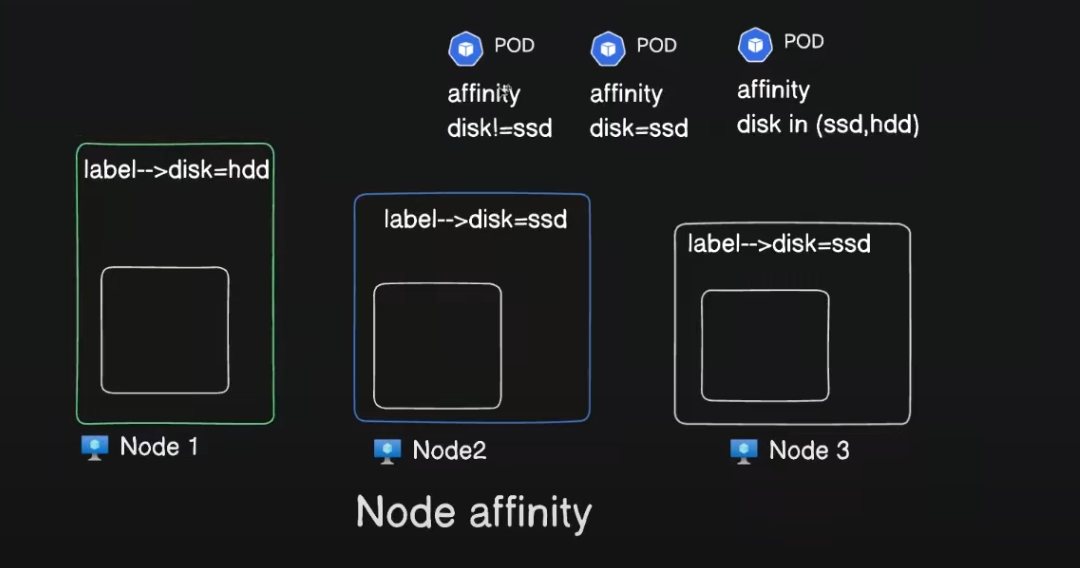 POD
affinity
disk!=ssd
POD
affinity
disk=ssd
POD
affinity
disk in (ssd,hdd)
label-->disk=hdd
Node 1
label-->disk=ssd
Node2
label-->disk=ssd
Node 3
Node affinity